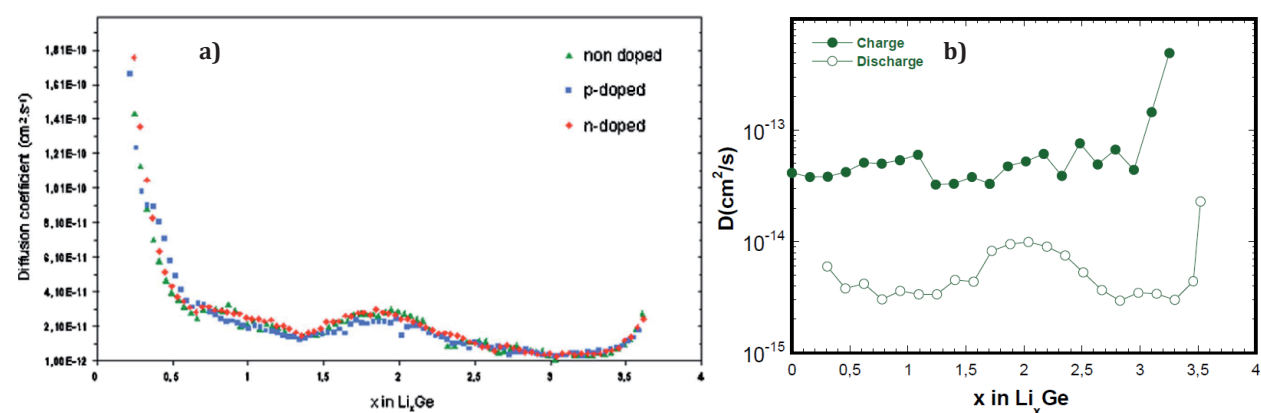 a)
non doped
p-doped
n-doped
Diffusion coefficient (cm².s⁻¹)
1,81E-10
1,61E-10
1,41E-10
1,21E-10
1,01E-10
8,10E-11
6,10E-11
4,10E-11
2,10E-11
1,00E-12
0 0,5 1 1,5 2 2,5 3 3,5 4
x in LiₓGe
b)
Charge
Discharge
D(cm²/s)
10⁻¹³
10⁻¹⁴
10⁻¹⁵
0 0,5 1 1,5 2 2,5 3 3,5 4
x in LiₓGe